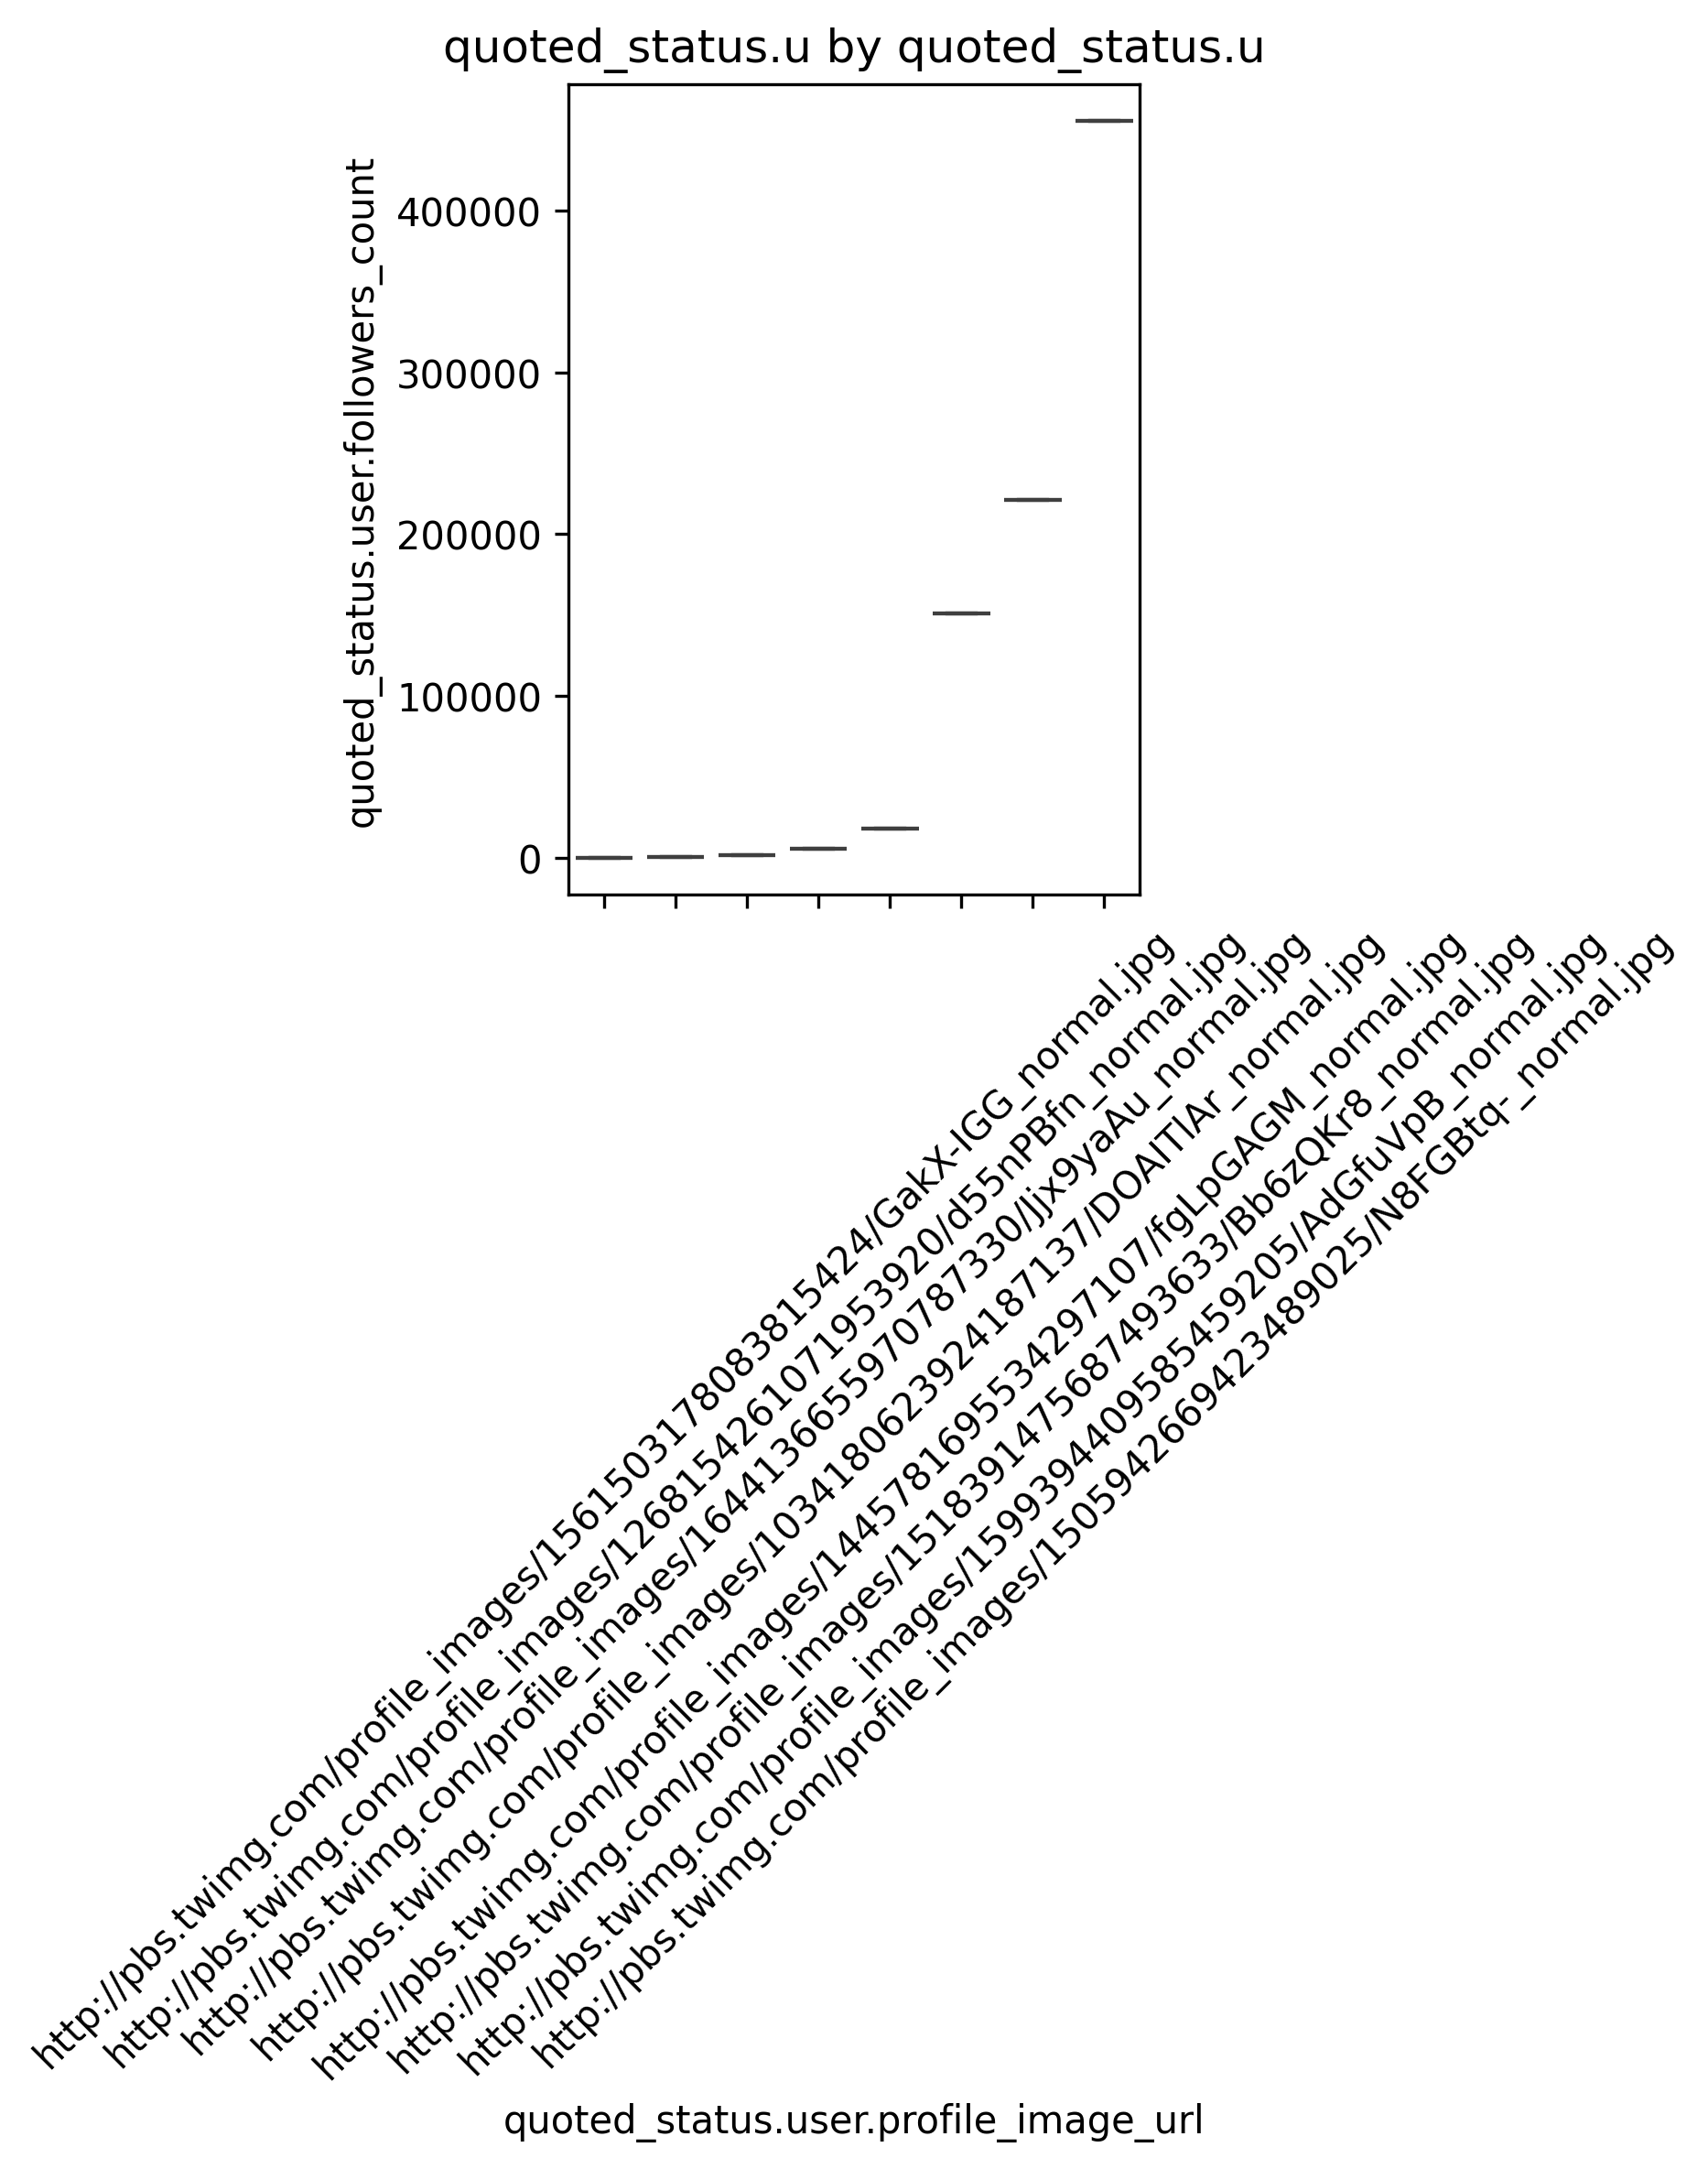 quoted_status.u by quoted_status.u
quoted_status.user.followers_count
400000
300000
200000
100000
0
http://pbs.twimg.com/profile_images/1561503178083815424/GakX-IGG_normal.jpg
http://pbs.twimg.com/profile_images/1268154261071953920/d55nPBfn_normal.jpg
http://pbs.twimg.com/profile_images/1644136655970787330/Jjx9yaAu_normal.jpg
http://pbs.twimg.com/profile_images/1034180623924187137/DOAITlAr_normal.jpg
http://pbs.twimg.com/profile_images/1445781695534297107/fgLpGAGM_normal.jpg
http://pbs.twimg.com/profile_images/1518391475687493633/Bb6zQKr8_normal.jpg
http://pbs.twimg.com/profile_images/1599394409585459205/AdGfuVpB_normal.jpg
http://pbs.twimg.com/profile_images/1505942669423489025/N8FGBtq-_normal.jpg
quoted_status.user.profile_image_url